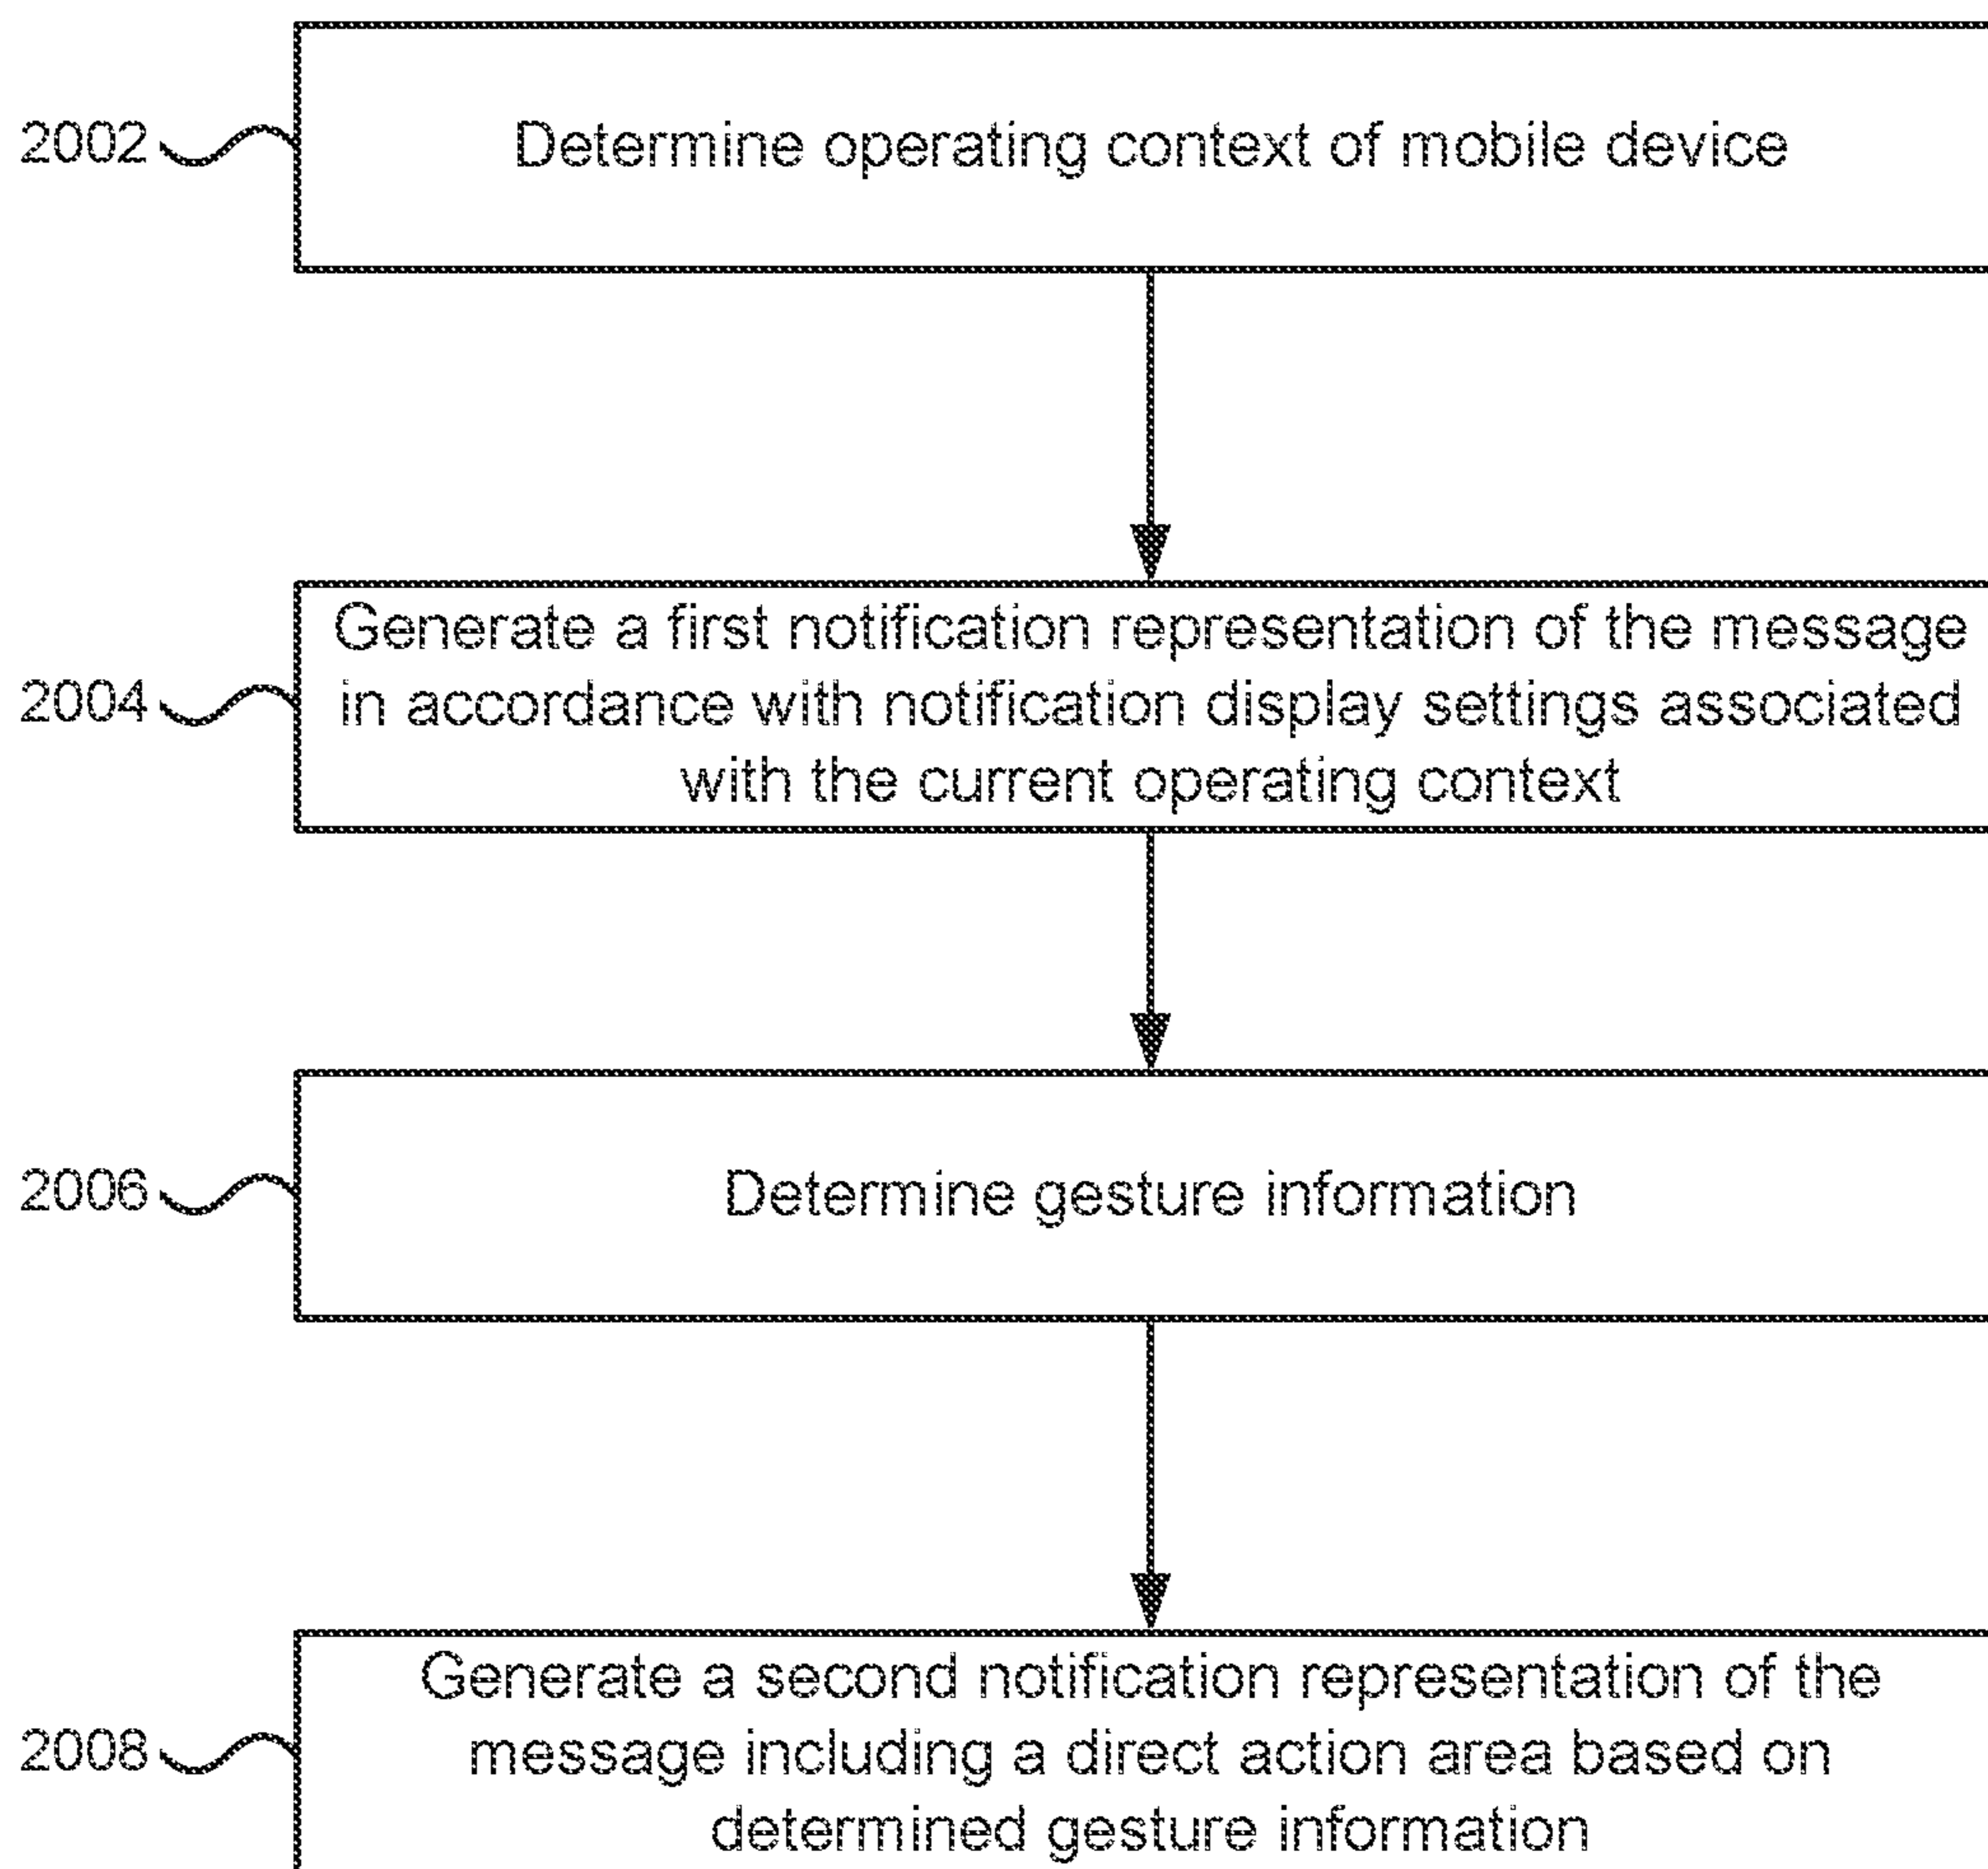 2002
Determine operating context of mobile device
2004
Generate a first notification representation of the message
in accordance with notification display settings associated
with the current operating context
2006
Determine gesture information
2008
Generate a second notification representation of the
message including a direct action area based on
determined gesture information